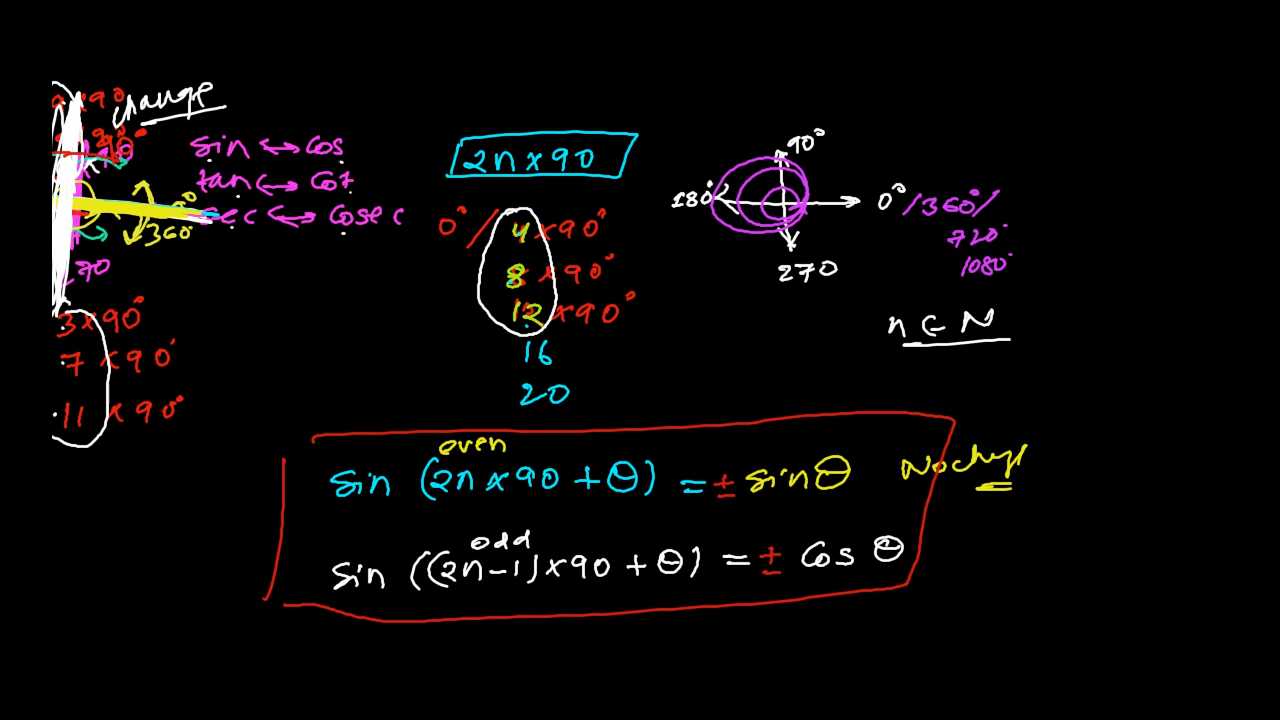 change
sin ↔ cos
tan ↔ cot
sec ↔ cosec
360°
270
3×90°
7×90°
11×90°
2n×90
0°/4×90°
8×90°
12×90°
16
20
90°
180°
0°/360°/
720°
1080°
270
n ∈ N
even
sin (2n×90+θ) = ± sinθ
odd
sin ((2n-1)×90+θ) = ± cos θ